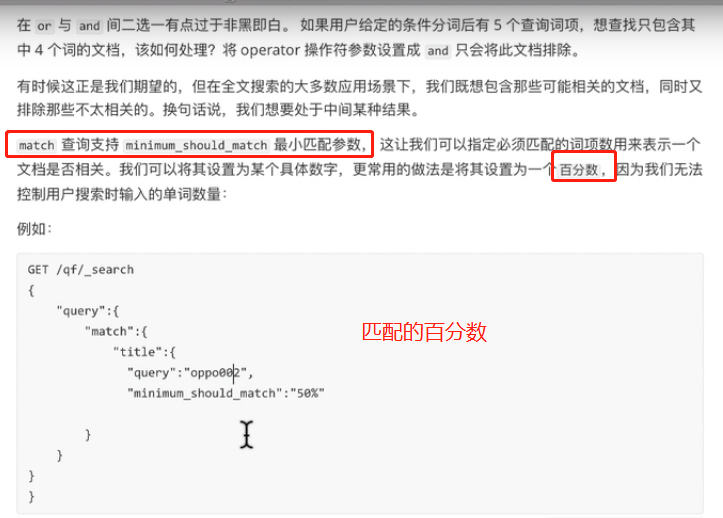 在 or 与 and 间二选一有点过于非黑即白。 如果用户给定的条件分词后有 5 个查询词项，想查找只包含其
中 4 个词的文档，该如何处理？将 operator 操作符参数设置成 and 只会将此文档排除。
有时候这正是我们期望的，但在全文搜索的大多数应用场景下，我们既想包含那些可能相关的文档，同时又
排除那些不太相关的。换句话说，我们想要处于中间某种结果。
match 查询支持 minimum_should_match 最小匹配参数， 这让我们可以指定必须匹配的词项数用来表示一个
文档是否相关。我们可以将其设置为某个具体数字，更常用的做法是将其设置为一个 百分数 ，因为我们无法
控制用户搜索时输入的单词数量：
例如：
GET /qf/_search
{
"query":{
"match":{
匹配的百分数
"title":{
"query":"oppo002",
"minimum_should_match":"50%"
}
}
}
}